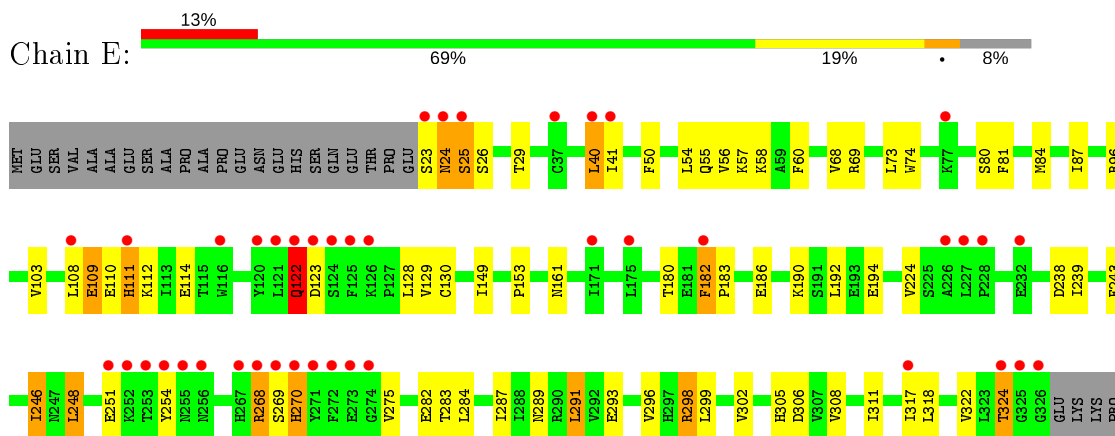 13%
Chain E:
69% 19% • 8%
MET GLU SER VAL ALA ALA GLU SER ALA PRO ALA PRO GLU ASN GLU HIS SER GLN GLU THR PRO GLU S23 N24 S25 S26 T29 C37 L40 I41 F50 L54 Q55 V56 K57 K58 A59 F60 V68 R69 L73 W74 K77 S80 F81 M84 I87
V103 L108 E109 E110 H111 K112 I113 E114 T115 W116 Y120 L121 Q122 D123 S124 F125 K126 P127 L128 V129 C130 I149 P153 N161 I171 L175 T180 E181 F182 P183 E186 K190 S191 L192 E193 E194 V224 S225 A226 L227 P228 E232 D238 I239
I246 N247 L248 E251 K252 T253 Y254 N255 N256 H267 R268 S269 H270 Y271 F272 E273 G274 V275 E282 T283 L284 I287 I288 N289 R290 L291 V292 E293 V296 E297 R298 L299 V302 H305 D306 V307 V308 I311 I317 L318 V322 L323 T324 G325 G326 GLU LYS LYS